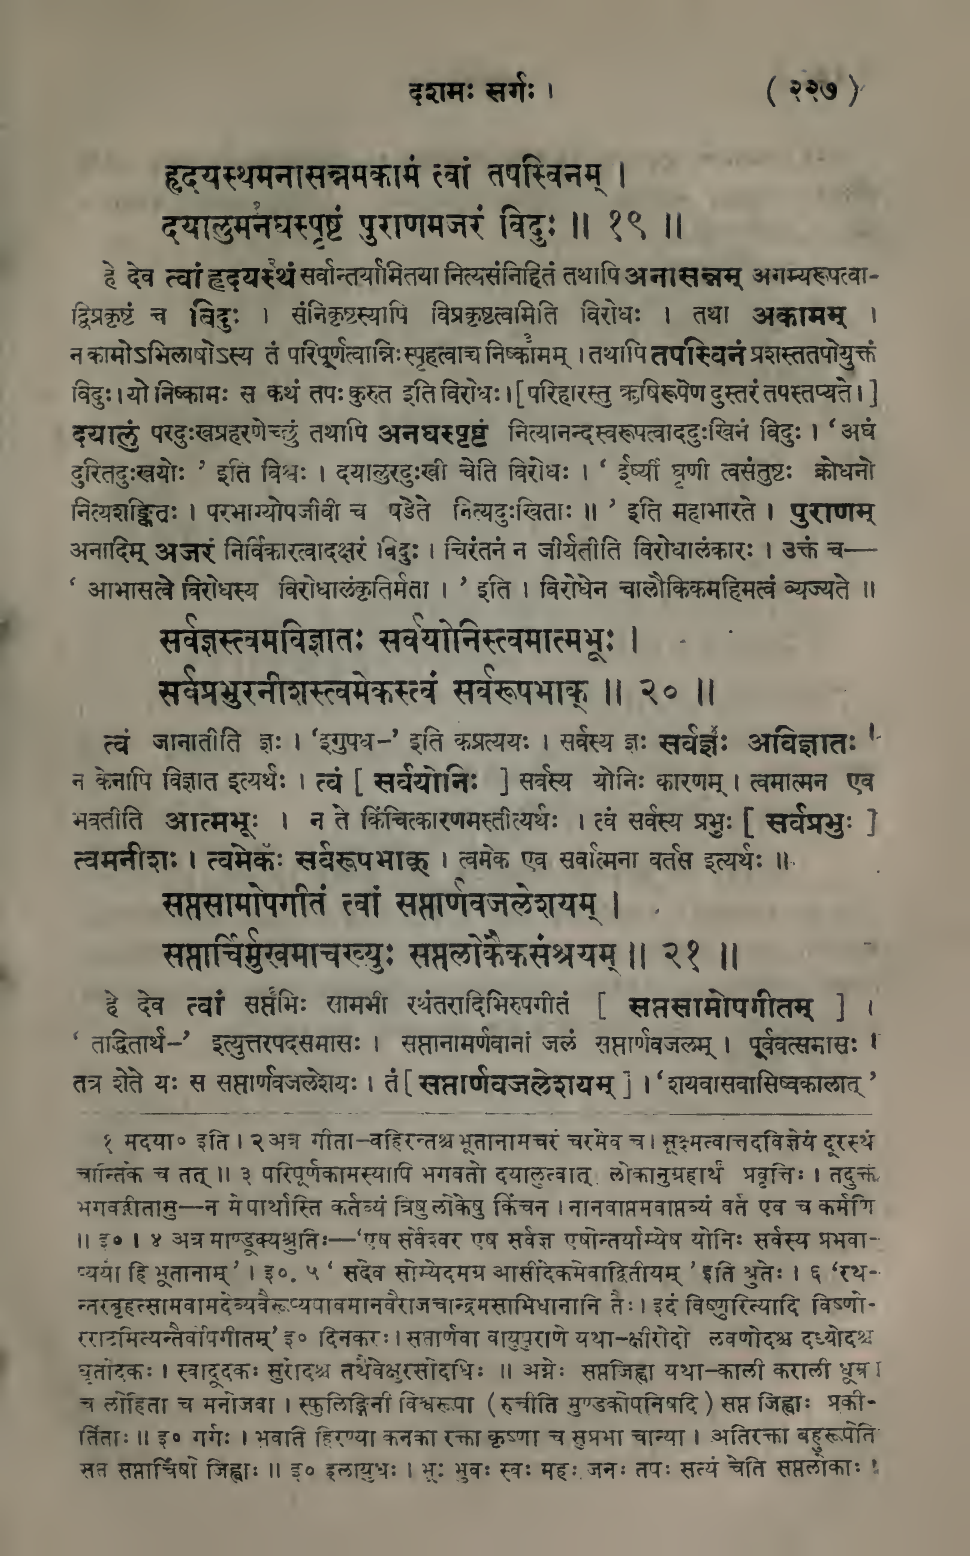 दशमः सर्गः । ( २२७ )
हृदयस्थमनासन्नमकामं त्वां तपस्विनम् ।
दयालुमनघस्पृष्टं पुराणमजरं विदुः ॥ १९ ॥
हे देव त्वां हृदयस्थं सर्वान्तर्यामितया नित्यसंनिहितं तथापि अनासन्नम् अगम्यरूपत्वा-
द्विप्रकृष्टं च विदुः । संनिकृष्टस्यापि विप्रकृष्टत्वमिति विरोधः । तथा अकामम् ।
न कामोऽभिलाषोऽस्य तं परिपूर्णत्वान्निःस्पृहत्वाच्च निष्कामम् । तथापि तपस्विनं प्रशस्ततपोयुक्तं
विदुः । यो निष्कामः स कथं तपः कुरुत इति विरोधः । [ परिहारस्तु ऋषिरूपेण दुस्तरं तपस्तप्यते । ]
दयालुं परदुःखप्रहरणेच्छुं तथापि अनघस्पृष्टं नित्यानन्दस्वरूपत्वाददुःखिनं विदुः । ‘ अघं
दुरितदुःखयोः ’ इति विश्वः । दयालुरदुःखी चेति विरोधः । ‘ ईर्ष्यी घृणी त्वसंतुष्टः क्रोधनो
नित्यशङ्कितः । परभाग्योपजीवी च षडेते नित्यदुःखिताः ॥ ’ इति महाभारते । पुराणम्
अनादिम् अजरं निर्विकारत्वादक्षरं विदुः । चिरंतनं न जीर्यतीति विरोधालंकारः । उक्तं च—
‘ आभासत्वे विरोधस्य विरोधालंकृतिर्मता । ’ इति । विरोधेन चालौकिकमहिमत्वं व्यज्यते ॥
सर्वज्ञस्त्वमविज्ञातः सर्वयोनिस्त्वमात्मभूः ।
सर्वप्रभुरनीशस्त्वमेकस्त्वं सर्वरूपभाक् ॥ २० ॥
त्वं जानातीति ज्ञः । ‘इगुपध-’ इति कप्रत्ययः । सर्वस्य ज्ञः सर्वज्ञः अविज्ञातः ।
न केनापि विज्ञात इत्यर्थः । त्वं [ सर्वयोनिः ] सर्वस्य योनिः कारणम् । त्वमात्मन एव
भवतीति आत्मभूः । न ते किंचित्कारणमस्तीत्यर्थः । त्वं सर्वस्य प्रभुः [ सर्वप्रभुः ]
त्वमनीशः । त्वमेकः सर्वरूपभाक् । त्वमेक एव सर्वात्मना वर्तस इत्यर्थः ॥
सप्तसामोपगीतं त्वां सप्तार्णवजलेशयम् ।
सप्तार्चिर्मुखमाचख्युः सप्तलोकैकसंश्रयम् ॥ २१ ॥
हे देव त्वां सप्तभिः सामभी रथंतरादिभिरुपगीतं [ सप्तसामोपगीतम् ] ।
‘ ताद्धितार्थ-’ इत्युत्तरपदसमासः । सप्तानामर्णवानां जलं सप्तार्णवजलम् । पूर्ववत्समासः ।
तत्र शेते यः स सप्तार्णवजलेशयः । तं [ सप्तार्णवजलेशयम् ] । ‘ शयवासवासिष्वकालात् ’
१ मदया० इति । २ अत्र गीता-वहिरन्तश्च भूतानामचरं चरमेव च । सूक्ष्मत्वात्तदविज्ञेयं दूरस्थं
चान्तिके च तत् ॥ ३ परिपूर्णकामस्यापि भगवतो दयालुत्वात् लोकानुग्रहार्थं प्रवृत्तिः । तदुक्तं
भगवद्गीतासु—न मे पार्थास्ति कर्तव्यं त्रिषु लोकेषु किंचन । नानवाप्तमवाप्तव्यं वर्त एव च कर्मणि
॥ इ० । ४ अत्र माण्डूक्यश्रुतिः—‘एष सर्वेश्वर एष सर्वज्ञ एषोन्तर्याम्येष योनिः सर्वस्य प्रभवा-
प्ययौ हि भूतानाम् ’ । इ०. ५ ‘ सदेव सोम्येदमग्र आसीदेकमेवाद्वितीयम् ’ इति श्रुतेः । ६ ‘रथ-
न्तरबृहत्सामवामदेव्यवैरूप्यपावमानवैराजचान्द्रमसाभिधानानि तैः । इदं विष्णुरित्यादि विष्णो-
रराटमित्यन्तैर्वोपगीतम्’ इ० दिनकरः । सप्तार्णवा वायुपुराणे यथा-क्षीरोदो लवणोदश्च दध्योदश्च
घृतोदकः । स्वादूदकः सुरोदश्च तथैवेक्षुरसोदधिः ॥ अग्नेः सप्तजिह्वा यथा-काली कराली धूम्र ।
च लोहिता च मनोजवा । स्फुलिङ्गिनी विश्वरूपा ( रुचीति मुण्डकोपनिषदि ) सप्त जिह्वाः प्रकी-
र्तिताः ॥ इ० गर्गः । भवति हिरण्या कनका रक्ता कृष्णा च सुप्रभा चान्या । अतिरक्ता बहुरूपेति
सप्त सप्तार्चिषो जिह्वाः ॥ इ० हलायुधः । भूः भुवः स्वः महः जनः तपः सत्यं चेति सप्तलोकाः ।